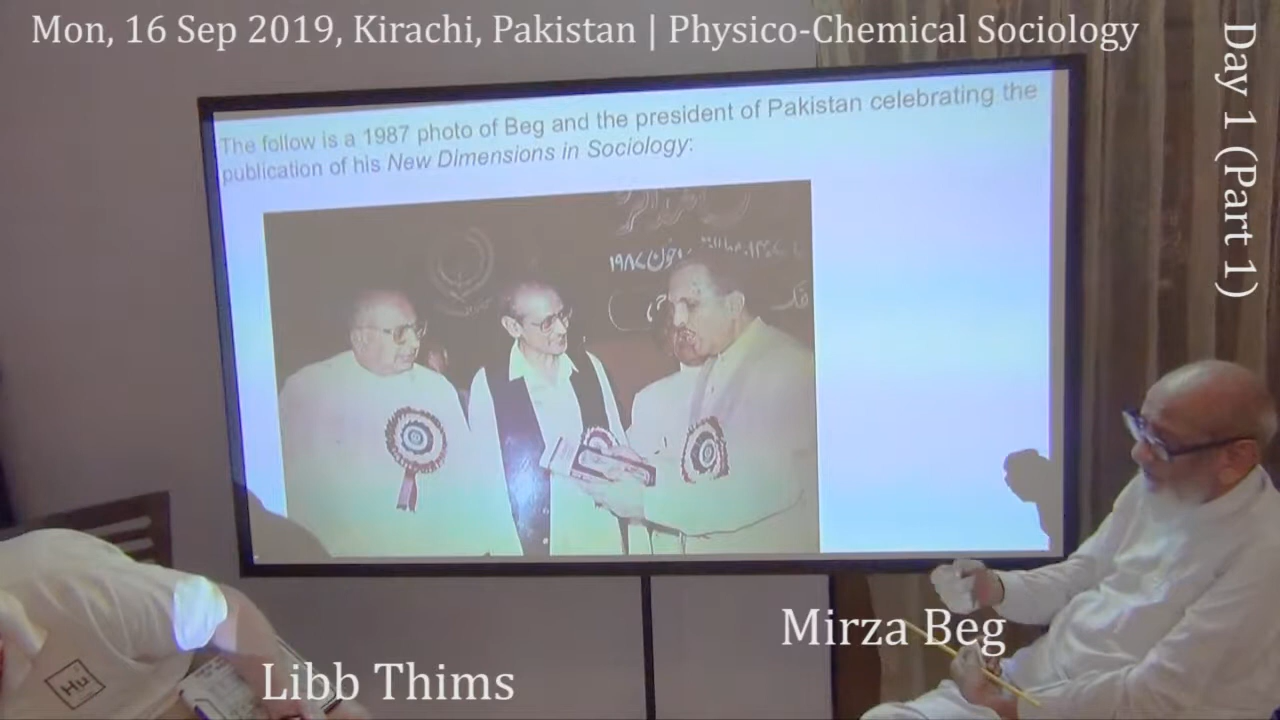 Mon, 16 Sep 2019, Kirachi, Pakistan | Physico-Chemical Sociology
Day 1 (Part 1)
The follow is a 1987 photo of Beg and the president of Pakistan celebrating the
publication of his New Dimensions in Sociology:
۱۹۸۷
Mirza Beg
Libb Thims
Hu